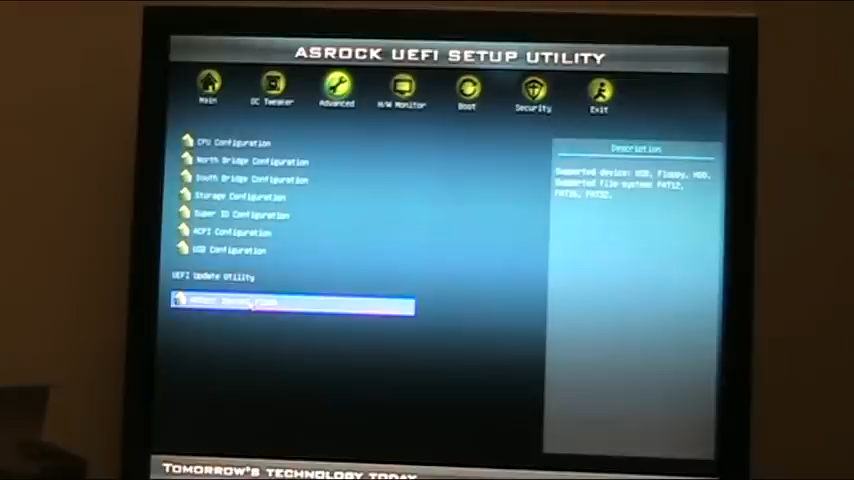 ASROCK UEFI SETUP UTILITY
Main OC Tweaker Advanced H/W Monitor Boot Security Exit
CPU Configuration
North Bridge Configuration
South Bridge Configuration
Storage Configuration
Super IO Configuration
ACPI Configuration
USB Configuration
UEFI Update Utility
Description
Supported device: USB, Floppy, HDD.
Supported file system: FAT12,
FAT16, FAT32.
TOMORROW'S TECHNOLOGY TODAY